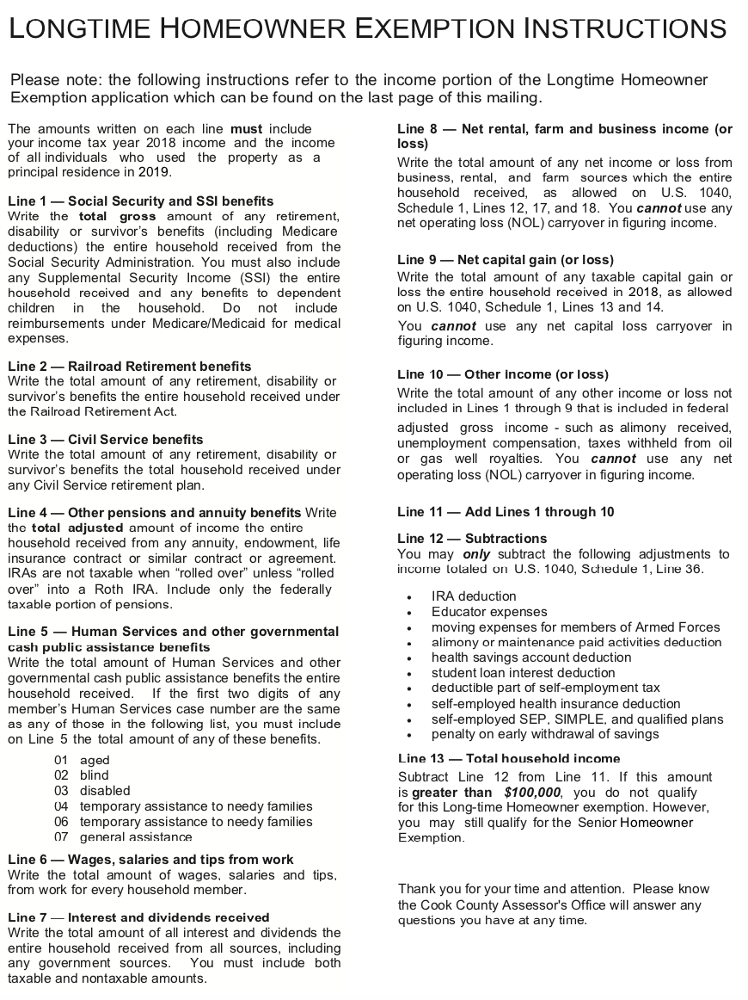 LONGTIME HOMEOWNER EXEMPTION INSTRUCTIONS
Please note: the following instructions refer to the income portion of the Longtime Homeowner
Exemption application which can be found on the last page of this mailing.
The amounts written on each line must include
your income tax year 2018 income and the income
of all individuals who used the property as a
principal residence in 2019.
Line 1 — Social Security and SSI benefits
Write the total gross amount of any retirement,
disability or survivor's benefits (including Medicare
deductions) the entire household received from the
Social Security Administration. You must also include
any Supplemental Security Income (SSI) the entire
household received and any benefits to dependent
children in the household. Do not include
reimbursements under Medicare/Medicaid for medical
expenses.
Line 2 — Railroad Retirement benefits
Write the total amount of any retirement, disability or
survivor's benefits the entire household received under
the Railroad Retirement Act.
Line 3 — Civil Service benefits
Write the total amount of any retirement, disability or
survivor's benefits the total household received under
any Civil Service retirement plan.
Line 4 — Other pensions and annuity benefits Write
the total adjusted amount of income the entire
household received from any annuity, endowment, life
insurance contract or similar contract or agreement.
IRAs are not taxable when “rolled over” unless “rolled
over” into a Roth IRA. Include only the federally
taxable portion of pensions.
Line 5 — Human Services and other governmental
cash public assistance benefits
Write the total amount of Human Services and other
governmental cash public assistance benefits the entire
household received. If the first two digits of any
member's Human Services case number are the same
as any of those in the following list, you must include
on Line 5 the total amount of any of these benefits.
01 aged
02 blind
03 disabled
04 temporary assistance to needy families
06 temporary assistance to needy families
07 general assistance
Line 6 — Wages, salaries and tips from work
Write the total amount of wages, salaries and tips,
from work for every household member.
Line 7 — Interest and dividends received
Write the total amount of all interest and dividends the
entire household received from all sources, including
any government sources. You must include both
taxable and nontaxable amounts.
Line 8 — Net rental, farm and business income (or
loss)
Write the total amount of any net income or loss from
business, rental, and farm sources which the entire
household received, as allowed on U.S. 1040,
Schedule 1, Lines 12, 17, and 18. You cannot use any
net operating loss (NOL) carryover in figuring income.
Line 9 — Net capital gain (or loss)
Write the total amount of any taxable capital gain or
loss the entire household received in 2018, as allowed
on U.S. 1040, Schedule 1, Lines 13 and 14.
You cannot use any net capital loss carryover in
figuring income.
Line 10 — Other income (or loss)
Write the total amount of any other income or loss not
included in Lines 1 through 9 that is included in federal
adjusted gross income - such as alimony received,
unemployment compensation, taxes withheld from oil
or gas well royalties. You cannot use any net
operating loss (NOL) carryover in figuring income.
Line 11 — Add Lines 1 through 10
Line 12 — Subtractions
You may only subtract the following adjustments to
income totaled on U.S. 1040, Schedule 1, Line 36.
• IRA deduction
• Educator expenses
• moving expenses for members of Armed Forces
• alimony or maintenance paid activities deduction
• health savings account deduction
• student loan interest deduction
• deductible part of self-employment tax
• self-employed health insurance deduction
• self-employed SEP, SIMPLE, and qualified plans
• penalty on early withdrawal of savings
Line 13 — Total household income
Subtract Line 12 from Line 11. If this amount
is greater than $100,000, you do not qualify
for this Long-time Homeowner exemption. However,
you may still qualify for the Senior Homeowner
Exemption.
Thank you for your time and attention. Please know
the Cook County Assessor's Office will answer any
questions you have at any time.